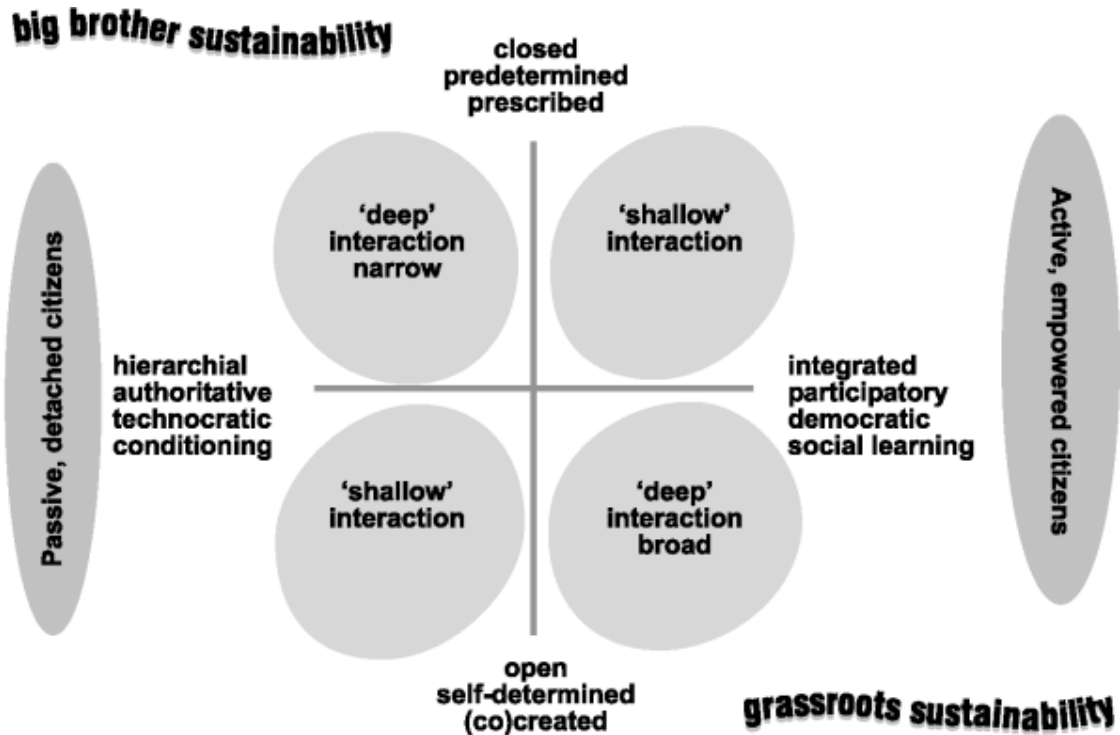 big brother sustainability
closed
predetermined
prescribed
'deep'
interaction
narrow
'shallow'
interaction
Passive, detached citizens
hierarchial
authoritative
technocratic
conditioning
integrated
participatory
democratic
social learning
Active, empowered citizens
'shallow'
interaction
'deep'
interaction
broad
open
self-determined
(co)created
grassroots sustainability